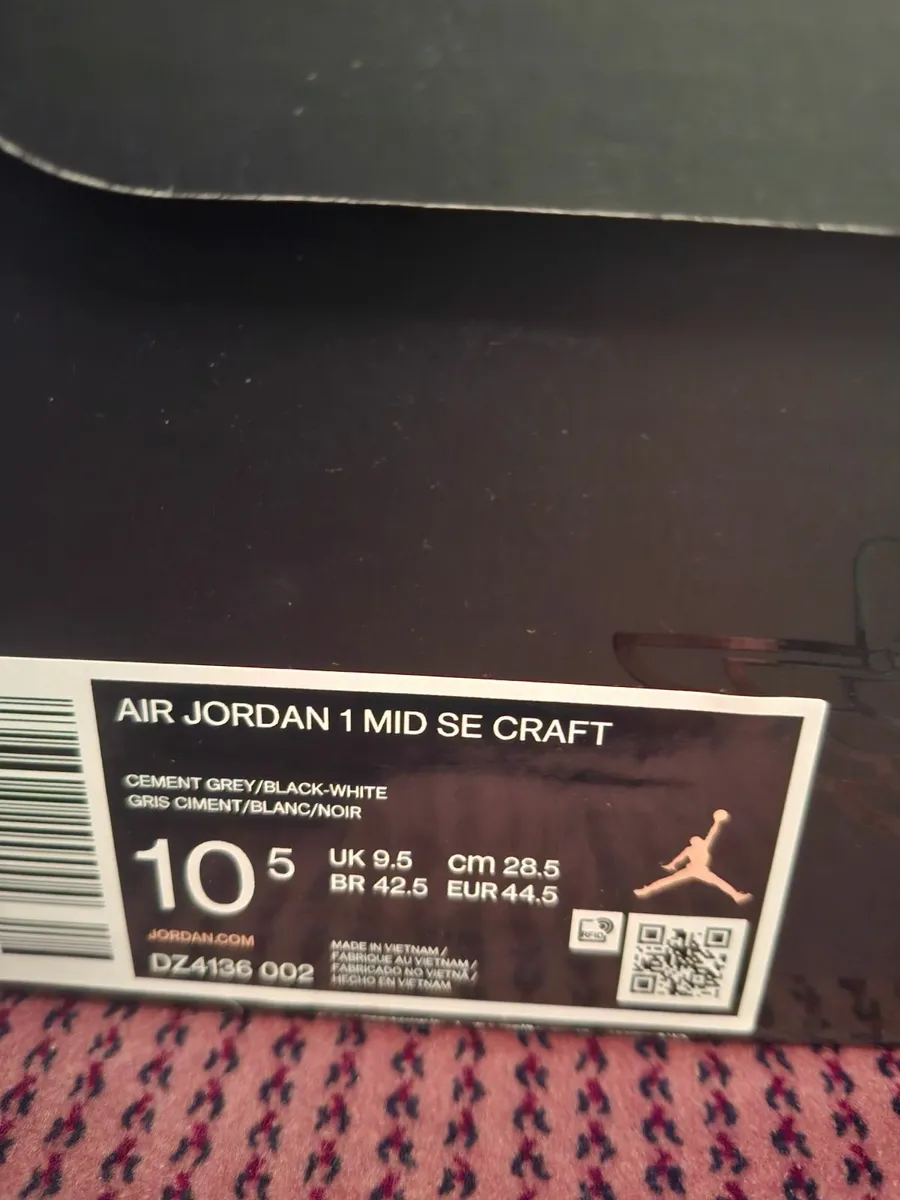 AIR JORDAN 1 MID SE CRAFT
CEMENT GREY/BLACK-WHITE
GRIS CIMENT/BLANC/NOIR
10 5
UK 9.5 cm 28.5
BR 42.5 EUR 44.5
JORDAN.COM
DZ4136 002
MADE IN VIETNAM /
FABRIQUE AU VIETNAM /
FABRICADO NO VIETNÃ /
HECHO EN VIETNAM
RFID